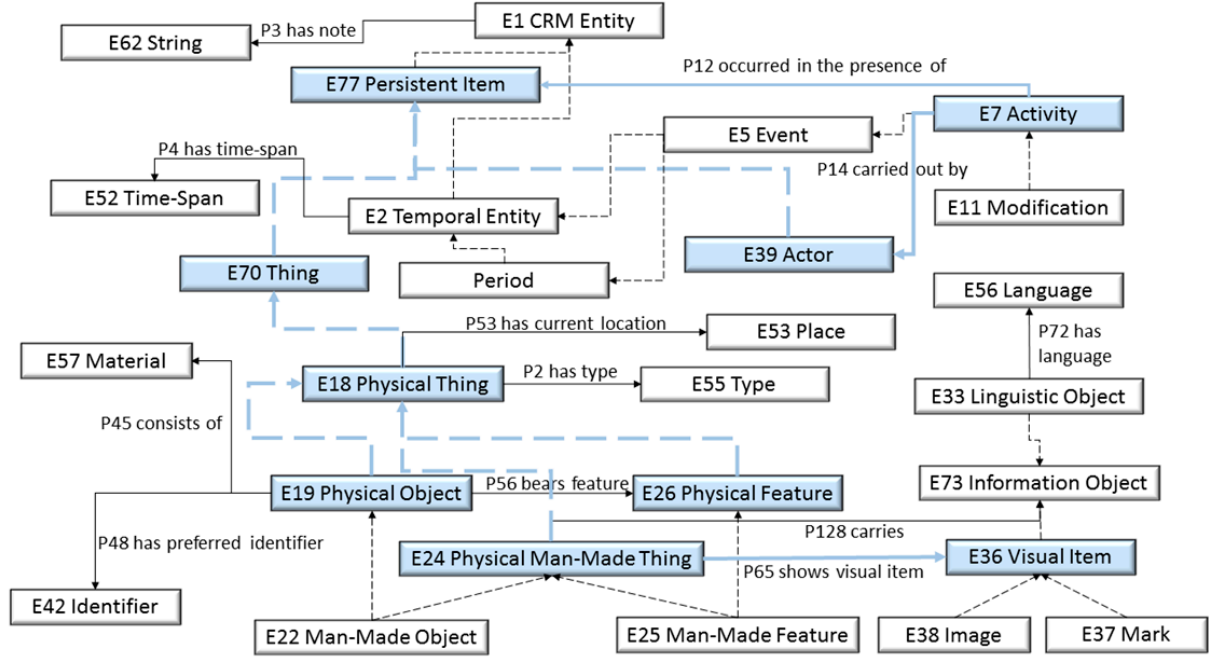 E1 CRM Entity
P3 has note
E62 String
P12 occurred in the presence of
E77 Persistent Item
E7 Activity
E5 Event
P4 has time-span
P14 carried out by
E52 Time-Span
E2 Temporal Entity
E11 Modification
E39 Actor
E70 Thing
Period
E56 Language
P53 has current location
E53 Place
P72 has
language
E57 Material
E18 Physical Thing
P2 has type
E55 Type
E33 Linguistic Object
P45 consists of
E19 Physical Object
P56 bears feature
E26 Physical Feature
E73 Information Object
P128 carries
P48 has preferred identifier
E24 Physical Man-Made Thing
E36 Visual Item
P65 shows visual item
E42 Identifier
E22 Man-Made Object
E25 Man-Made Feature
E38 Image
E37 Mark